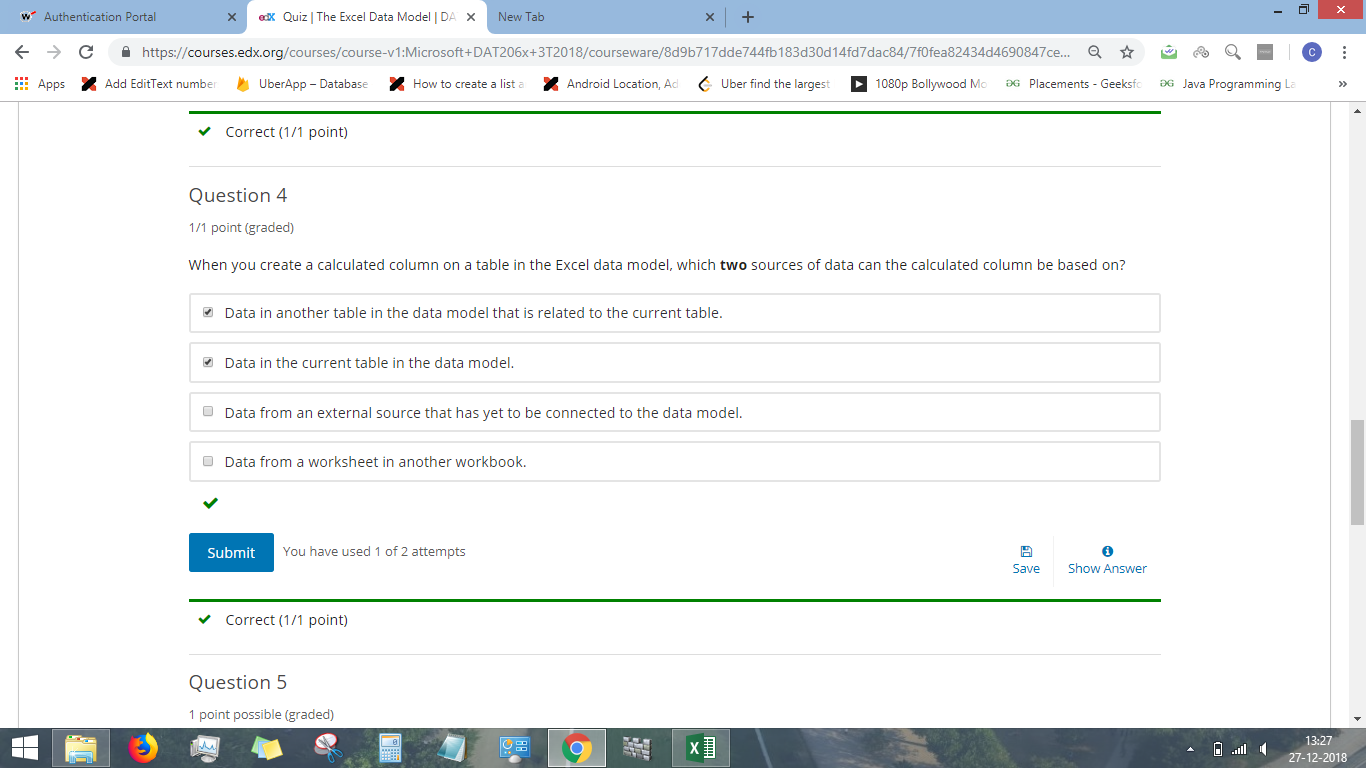 Authentication Portal
edX Quiz | The Excel Data Model | DA
New Tab
https://courses.edx.org/courses/course-v1:Microsoft+DAT206x+3T2018/courseware/8d9b717dde744fb183d30d14fd7dac84/7f0fea82434d4690847ce...
C
Apps Add EditText number UberApp – Database How to create a list a Android Location, Ad Uber find the largest 1080p Bollywood Mo Placements - Geeksfo Java Programming La »
Correct (1/1 point)
Question 4
1/1 point (graded)
When you create a calculated column on a table in the Excel data model, which two sources of data can the calculated column be based on?
Data in another table in the data model that is related to the current table.
Data in the current table in the data model.
Data from an external source that has yet to be connected to the data model.
Data from a worksheet in another workbook.
Submit You have used 1 of 2 attempts
Save Show Answer
Correct (1/1 point)
Question 5
1 point possible (graded)
13:27
27-12-2018